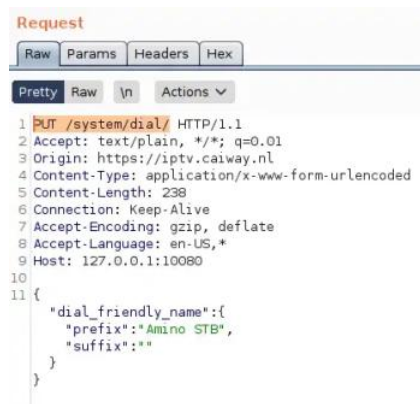 Request
Raw Params Headers Hex
Pretty Raw \n Actions
1 PUT /system/dial/ HTTP/1.1
2 Accept: text/plain, */*; q=0.01
3 Origin: https://iptv.caiway.nl
4 Content-Type: application/x-www-form-urlencoded
5 Content-Length: 238
6 Connection: Keep-Alive
7 Accept-Encoding: gzip, deflate
8 Accept-Language: en-US,*
9 Host: 127.0.0.1:10080
10
11 {
"dial_friendly_name":{
"prefix":"Amino STB",
"suffix":""
}
}